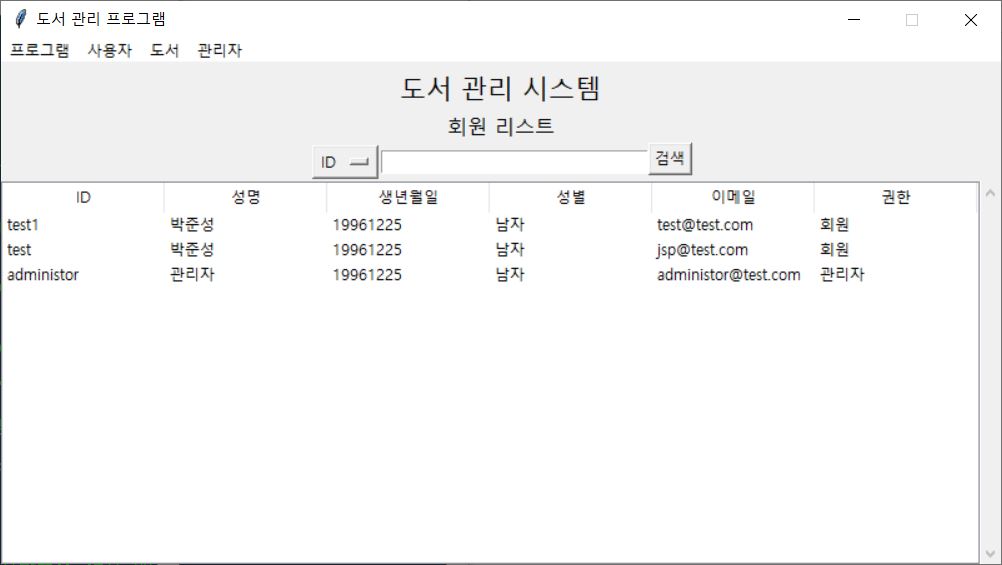 도서 관리 프로그램
프로그램 사용자 도서 관리자
도서 관리 시스템
회원 리스트
ID 검색
ID 성명 생년월일 성별 이메일 권한
test1 박준성 19961225 남자 test@test.com 회원
test 박준성 19961225 남자 jsp@test.com 회원
administor 관리자 19961225 남자 administor@test.com 관리자